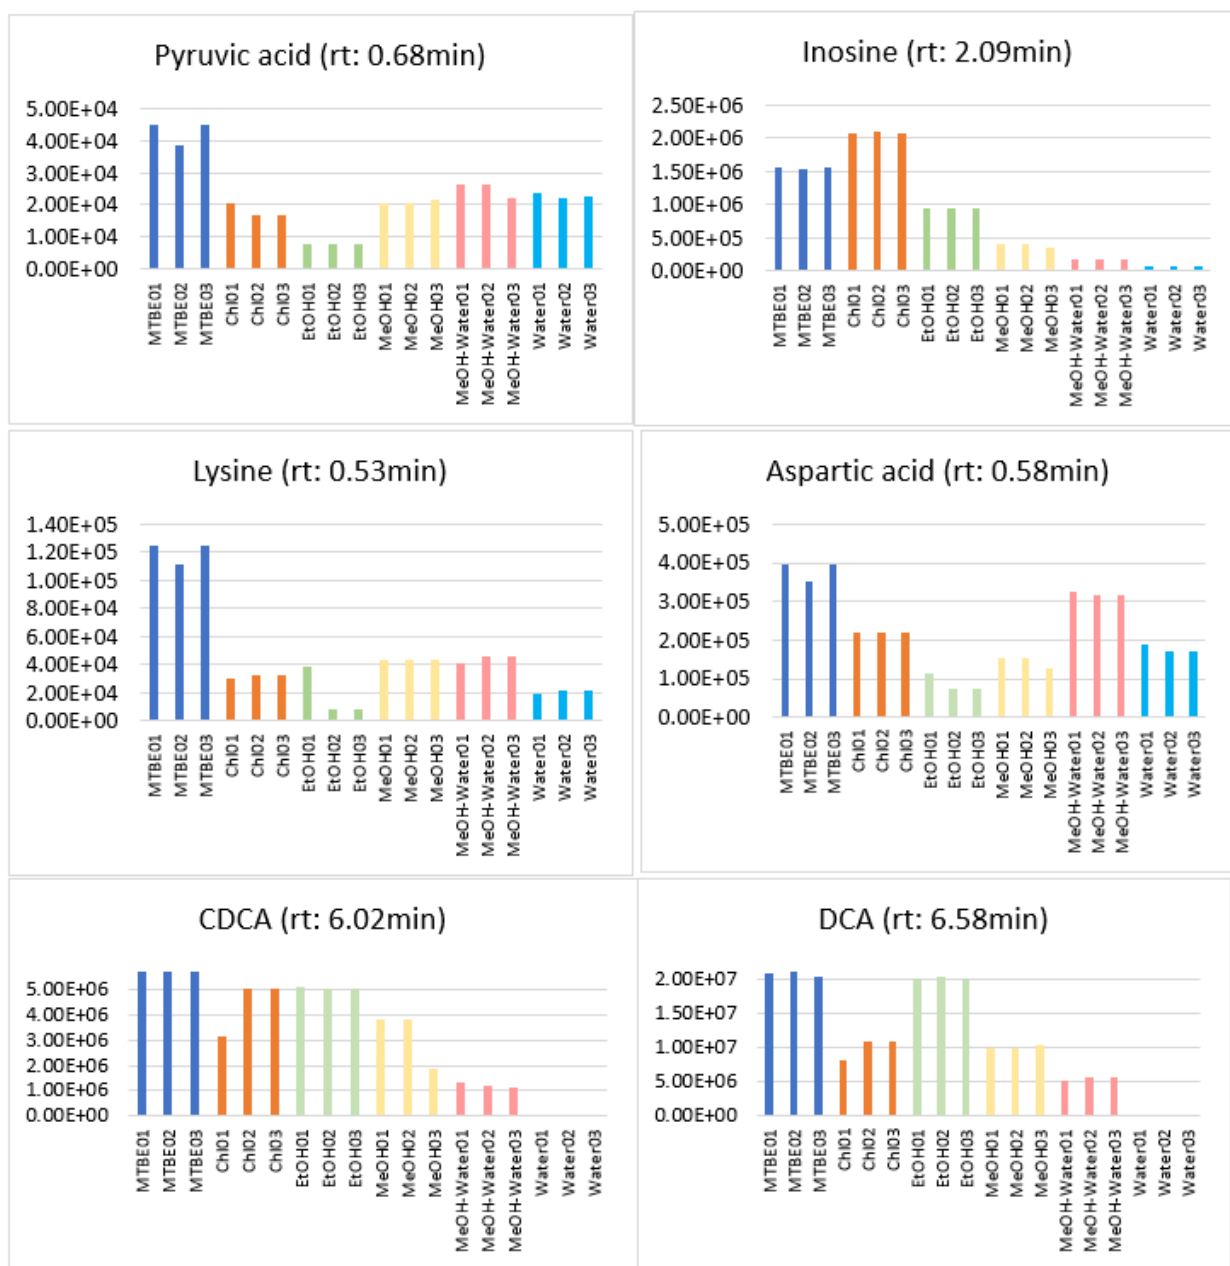 Pyruvic acid (rt: 0.68min)
5.00E+04
4.00E+04
3.00E+04
2.00E+04
1.00E+04
0.00E+00
MTBE01
MTBE02
MTBE03
Chl01
Chl02
Chl03
EtOH01
EtOH02
EtOH03
MeOH01
MeOH02
MeOH03
MeOH-Water01
MeOH-Water02
MeOH-Water03
Water01
Water02
Water03
Inosine (rt: 2.09min)
2.50E+06
2.00E+06
1.50E+06
1.00E+06
5.00E+05
0.00E+00
MTBE01
MTBE02
MTBE03
Chl01
Chl02
Chl03
EtOH01
EtOH02
EtOH03
MeOH01
MeOH02
MeOH03
MeOH-Water01
MeOH-Water02
MeOH-Water03
Water01
Water02
Water03
Lysine (rt: 0.53min)
1.40E+05
1.20E+05
1.00E+05
8.00E+04
6.00E+04
4.00E+04
2.00E+04
0.00E+00
MTBE01
MTBE02
MTBE03
Chl01
Chl02
Chl03
EtOH01
EtOH02
EtOH03
MeOH01
MeOH02
MeOH03
MeOH-Water01
MeOH-Water02
MeOH-Water03
Water01
Water02
Water03
Aspartic acid (rt: 0.58min)
5.00E+05
4.00E+05
3.00E+05
2.00E+05
1.00E+05
0.00E+00
MTBE01
MTBE02
MTBE03
Chl01
Chl02
Chl03
EtOH01
EtOH02
EtOH03
MeOH01
MeOH02
MeOH03
MeOH-Water01
MeOH-Water02
MeOH-Water03
Water01
Water02
Water03
CDCA (rt: 6.02min)
5.00E+06
4.00E+06
3.00E+06
2.00E+06
1.00E+06
0.00E+00
MTBE01
MTBE02
MTBE03
Chl01
Chl02
Chl03
EtOH01
EtOH02
EtOH03
MeOH01
MeOH02
MeOH03
MeOH-Water01
MeOH-Water02
MeOH-Water03
Water01
Water02
Water03
DCA (rt: 6.58min)
2.00E+07
1.50E+07
1.00E+07
5.00E+06
0.00E+00
MTBE01
MTBE02
MTBE03
Chl01
Chl02
Chl03
EtOH01
EtOH02
EtOH03
MeOH01
MeOH02
MeOH03
MeOH-Water01
MeOH-Water02
MeOH-Water03
Water01
Water02
Water03